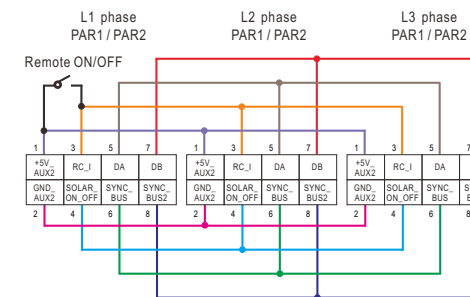 L1 phase L2 phase L3 phase
PAR1 / PAR2 PAR1 / PAR2 PAR1 / PAR2
Remote ON/OFF
1 3 5 7 1 3 5 7 1 3 5 7
+5V_ AUX2 RC_I DA DB +5V_ AUX2 RC_I DA DB +5V_ AUX2 RC_I DA
GND_ AUX2 SOLAR_ ON_OFF SYNC_ BUS SYNC_ BUS2 GND_ AUX2 SOLAR_ ON_OFF SYNC_ BUS SYNC_ BUS2 GND_ AUX2 SOLAR_ ON_OFF SYNC_ BUS
2 4 6 8 2 4 6 8 2 4 6 8